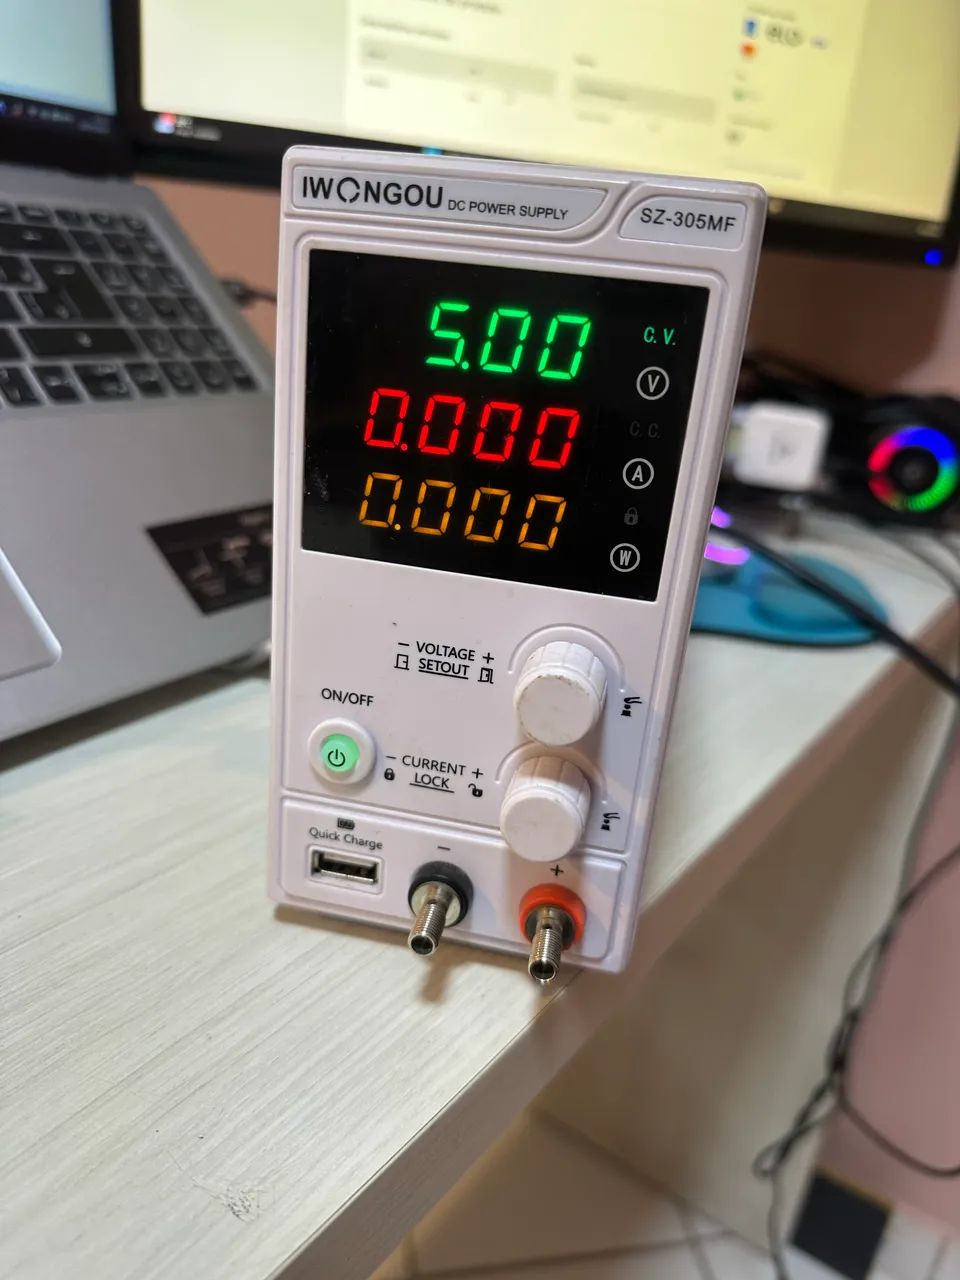 IWONGOU DC POWER SUPPLY
SZ-305MF
5.00
C.V.
V
0.000
C.C.
A
0.000
W
− VOLTAGE +
SETOUT
ON/OFF
− CURRENT +
LOCK
Quick Charge
−
+